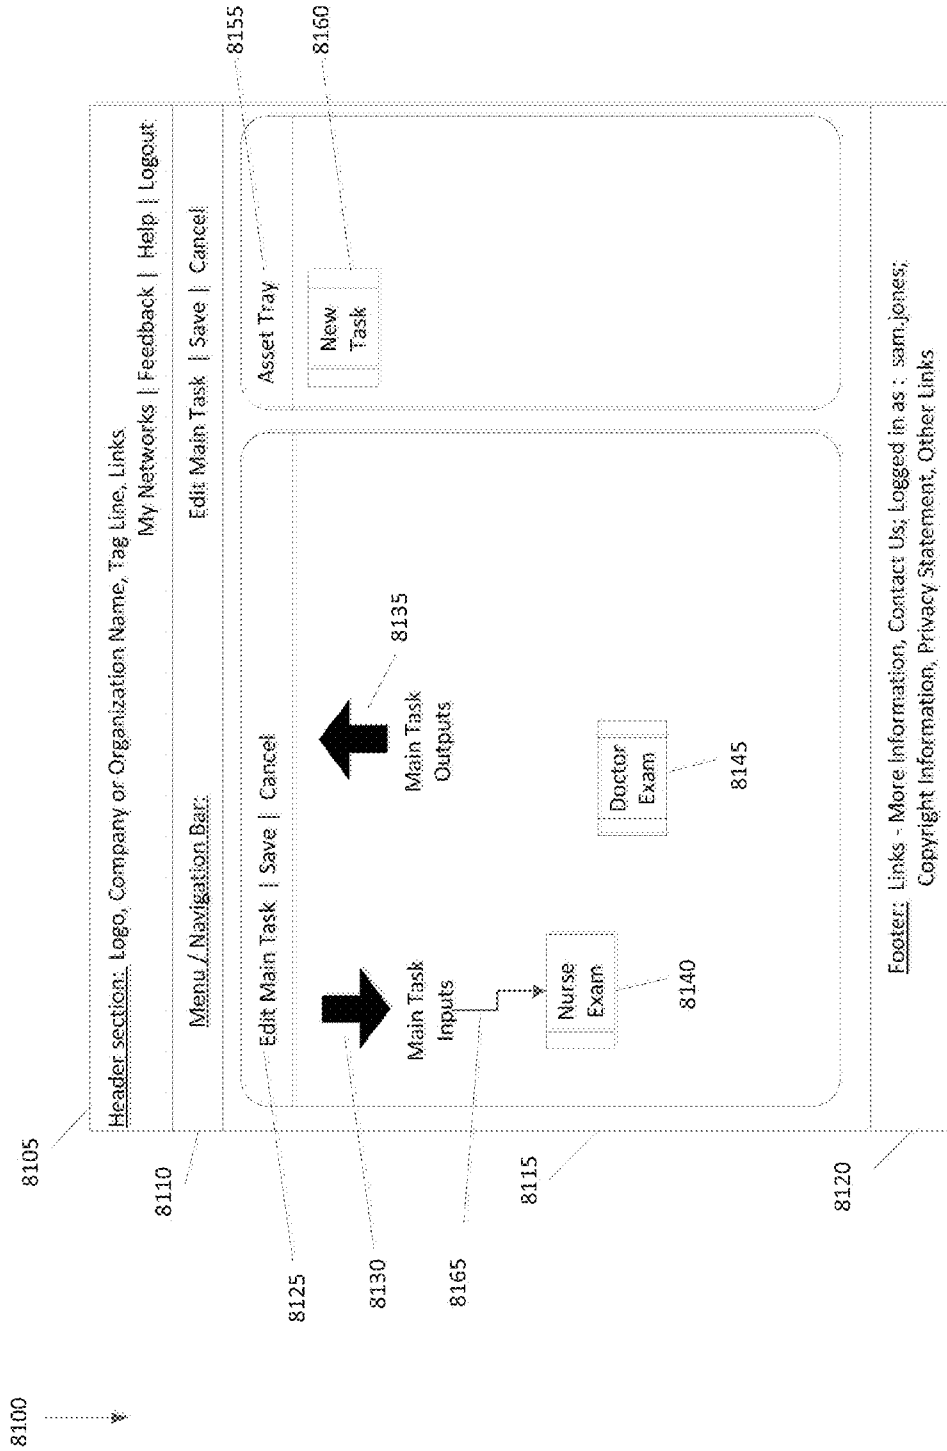 8100
8105
Header section: Logo, Company or Organization Name, Tag Line, Links
My Networks | Feedback | Help | Logout
8110
Menu / Navigation Bar:
Edit Main Task | Save | Cancel
8155
8125
Edit Main Task | Save | Cancel
Asset Tray
8160
8130
8135
New
Task
Main Task
Inputs
Main Task
Outputs
8165
8115
Nurse
Exam
8140
Doctor
Exam
8145
8120
Footer: Links - More Information, Contact Us; Logged in as : sam.jones;
Copyright Information, Privacy Statement, Other Links